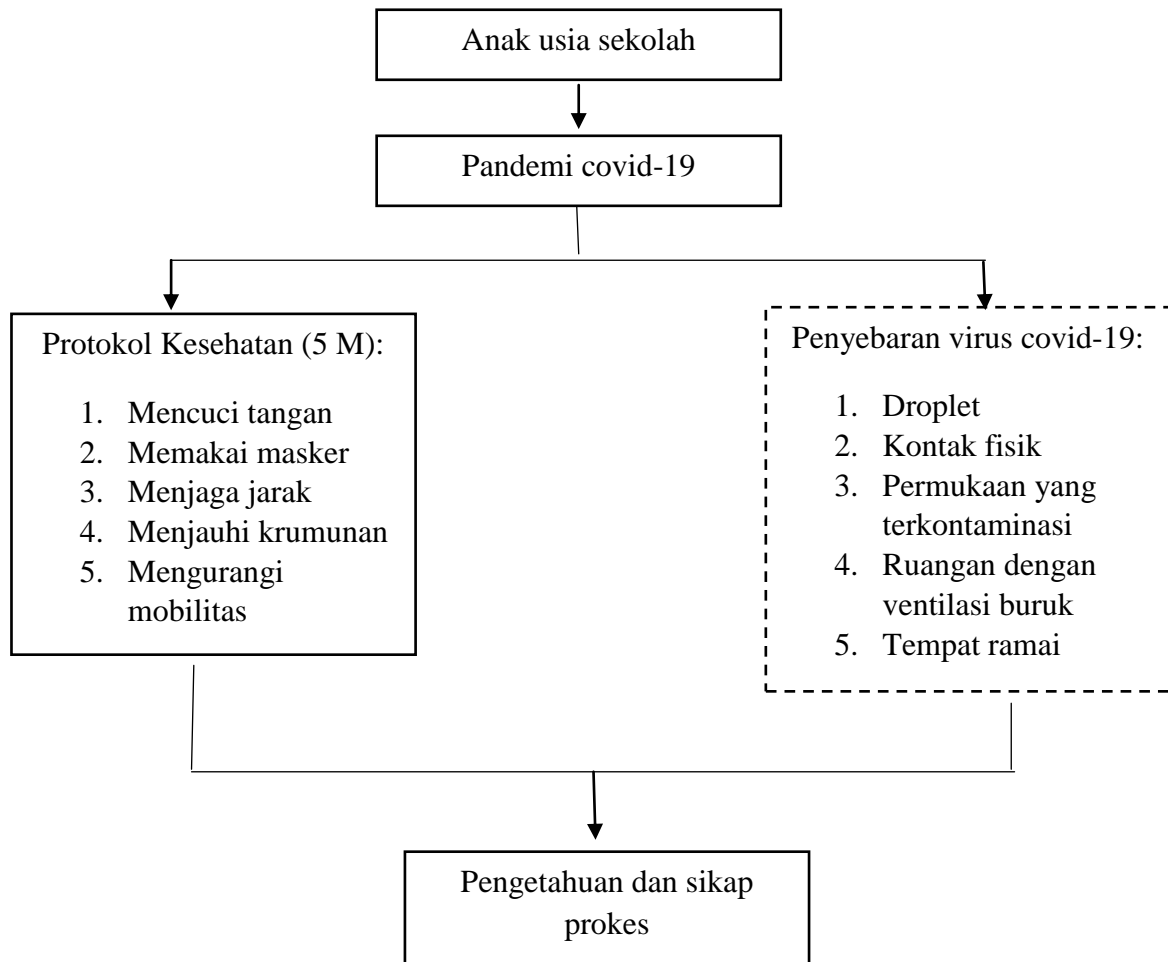 Anak usia sekolah
Pandemi covid-19
Protokol Kesehatan (5 M):
1. Mencuci tangan
2. Memakai masker
3. Menjaga jarak
4. Menjauhi krumunan
5. Mengurangi
mobilitas
Penyebaran virus covid-19:
1. Droplet
2. Kontak fisik
3. Permukaan yang
terkontaminasi
4. Ruangan dengan
ventilasi buruk
5. Tempat ramai
Pengetahuan dan sikap
prokes